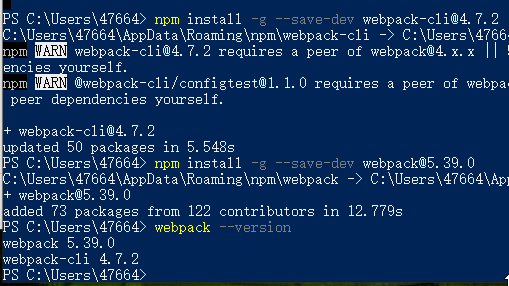 PS C:\Users\47664> npm install -g --save-dev webpack-cli@4.7.2
C:\Users\47664\AppData\Roaming\npm\webpack-cli -> C:\Users\4766
npm WARN webpack-cli@4.7.2 requires a peer of webpack@4.x.x ||
encies yourself.
npm WARN @webpack-cli/configtest@1.1.0 requires a peer of webpac
peer dependencies yourself.
+ webpack-cli@4.7.2
updated 50 packages in 5.548s
PS C:\Users\47664> npm install -g --save-dev webpack@5.39.0
C:\Users\47664\AppData\Roaming\npm\webpack -> C:\Users\47664\Ap
+ webpack@5.39.0
added 73 packages from 122 contributors in 12.779s
PS C:\Users\47664> webpack --version
webpack 5.39.0
webpack-cli 4.7.2
PS C:\Users\47664>